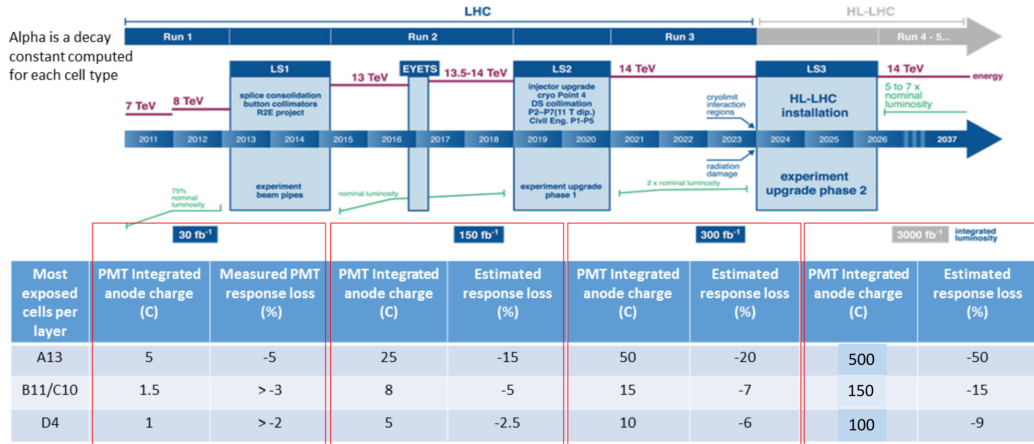 LHC
HL-LHC
Alpha is a decay
constant computed
for each cell type
Run 1
Run 2
Run 3
Run 4 - 5...
LS1
splice consolidation
button collimators
R2E project
EYETS
LS2
injector upgrade
cryo Point 4
DS collimation
P2-P7(11 T dip.)
Civil Eng. P1-P5
LS3
HL-LHC
installation
7 TeV
8 TeV
13 TeV
13.5-14 TeV
14 TeV
14 TeV
energy
cryolimit
interaction
regions
5 to 7 x
nominal
luminosity
2011 2012 2013 2014 2015 2016 2017 2018 2019 2020 2021 2022 2023 2024 2025 2026 2037
75%
nominal
luminosity
experiment
beam pipes
nominal luminosity
experiment upgrade
phase 1
2 x nominal luminosity
radiation
damage
experiment
upgrade phase 2
30 fb⁻¹
150 fb⁻¹
300 fb⁻¹
3000 fb⁻¹
integrated
luminosity
Most
exposed
cells per
layer
PMT Integrated
anode charge
(C)
Measured PMT
response loss
(%)
PMT Integrated
anode charge
(C)
Estimated
response loss
(%)
PMT Integrated
anode charge
(C)
Estimated
response loss
(%)
PMT Integrated
anode charge
(C)
Estimated
response loss
(%)
A13 5 -5 25 -15 50 -20 500 -50
B11/C10 1.5 > -3 8 -5 15 -7 150 -15
D4 1 > -2 5 -2.5 10 -6 100 -9